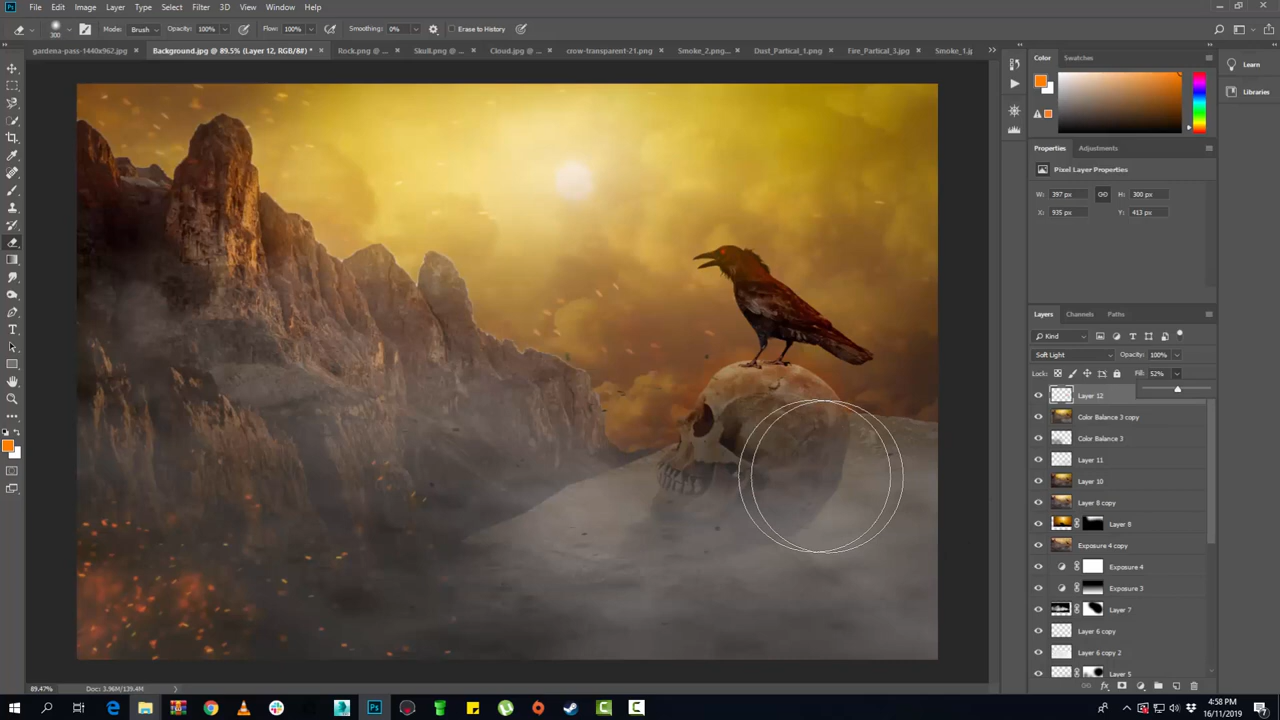 File Edit Image Layer Type Select Filter 3D View Window Help
300 Mode: Brush Opacity: 100% Flow: 100% Smoothing: 0% Erase to History
gardena-pass-1440x962.jpg × Background.jpg @ 89.5% (Layer 12, RGB/8#) * × Rock.png @ ... × Skull.png @ ... × Cloud.jpg @ ... × crow-transparent-21.png × Smoke_2.png... × Dust_Partical_1.png × Fire_Partical_3.jpg × Smoke_1.j
Color Swatches
Learn
Libraries
Properties Adjustments
Pixel Layer Properties
W: 397 px H: 300 px
X: 935 px Y: 413 px
Layers Channels Paths
Kind
Soft Light Opacity: 100%
Lock: Fill: 52%
Layer 12
Color Balance 3 copy
Color Balance 3
Layer 11
Layer 10
Layer 8 copy
Layer 8
Exposure 4 copy
Exposure 4
Exposure 3
Layer 7
Layer 6 copy
Layer 6 copy 2
Layer 5
89.47% Doc: 3.96M/139.4M
4:58 PM
16/11/2019